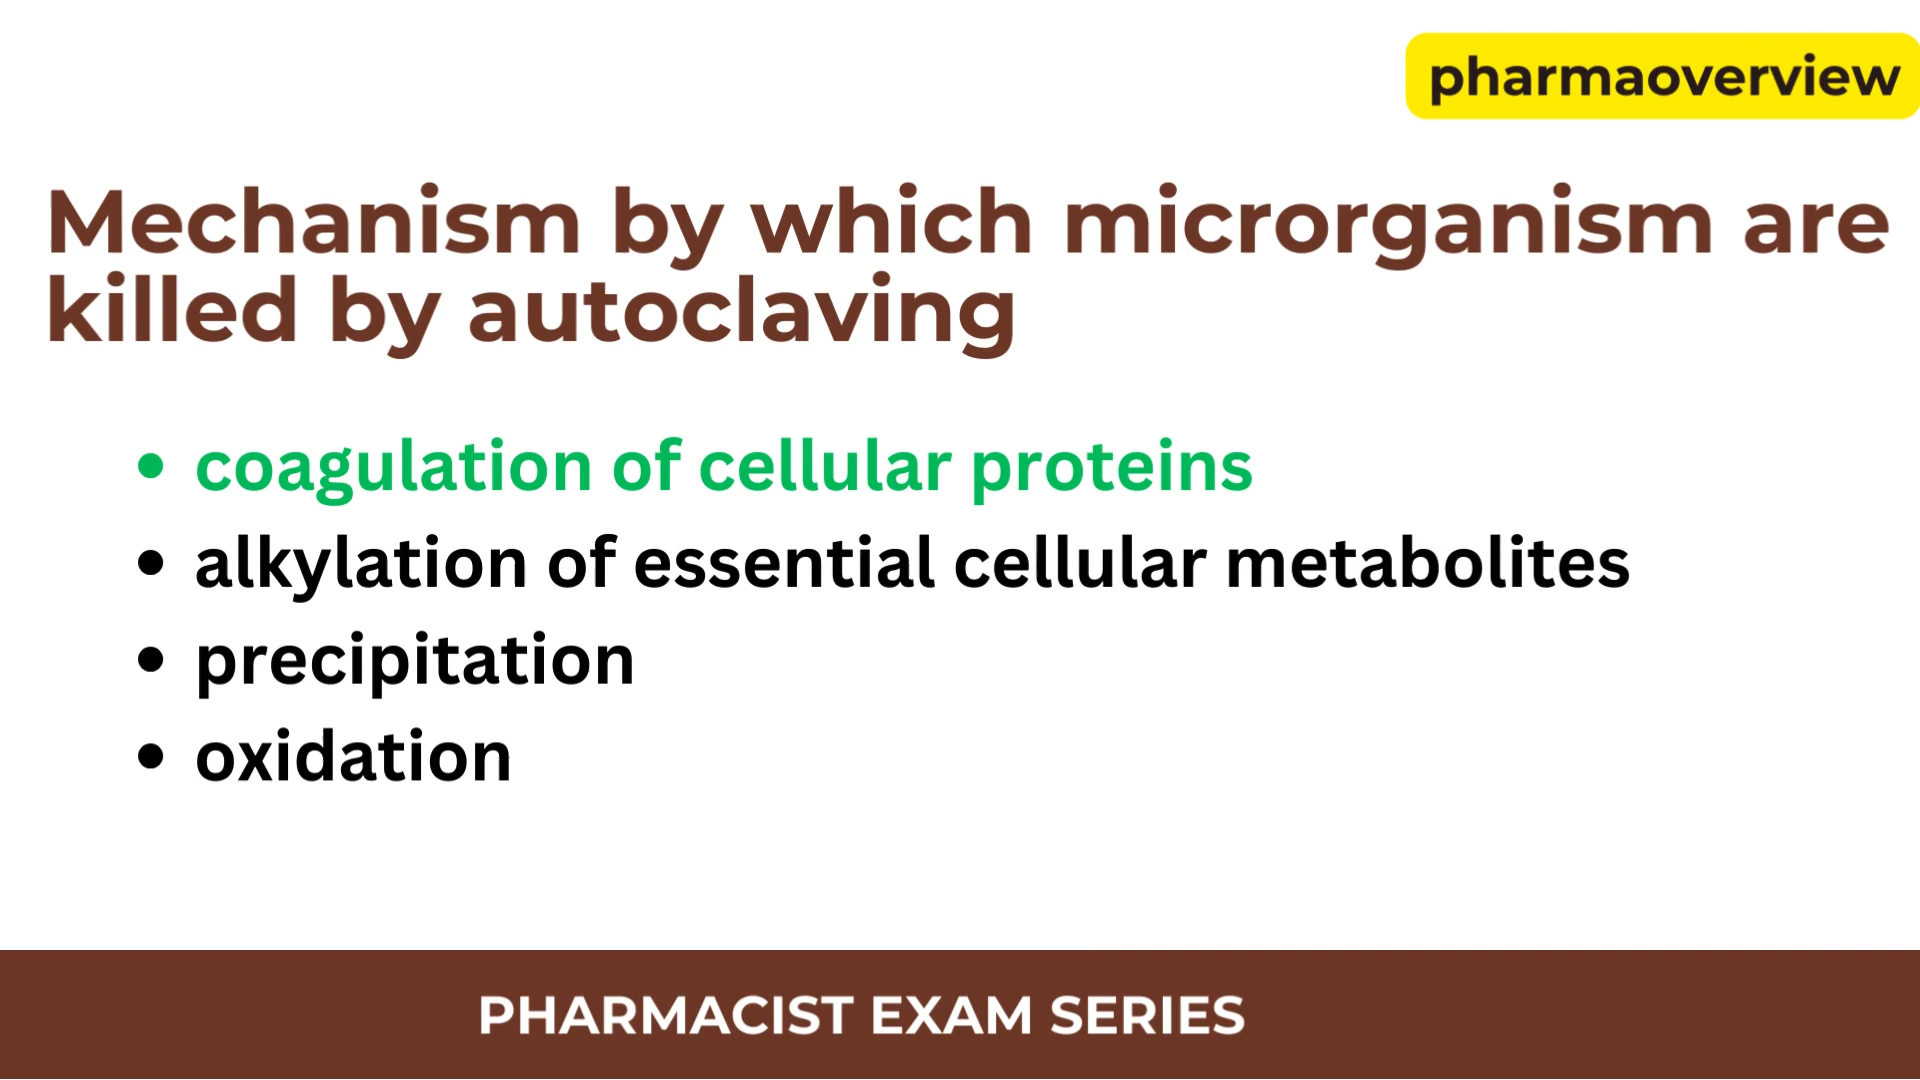 pharmaoverview
Mechanism by which microrganism are
killed by autoclaving
• coagulation of cellular proteins
• alkylation of essential cellular metabolites
• precipitation
• oxidation
PHARMACIST EXAM SERIES